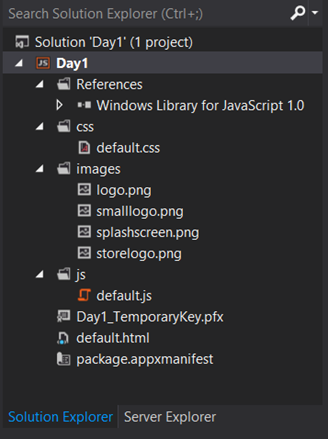 Search Solution Explorer (Ctrl+;)
Solution 'Day1' (1 project)
JS Day1
References
Windows Library for JavaScript 1.0
css
default.css
images
logo.png
smalllogo.png
splashscreen.png
storelogo.png
js
default.js
Day1_TemporaryKey.pfx
default.html
package.appxmanifest
Solution Explorer Server Explorer